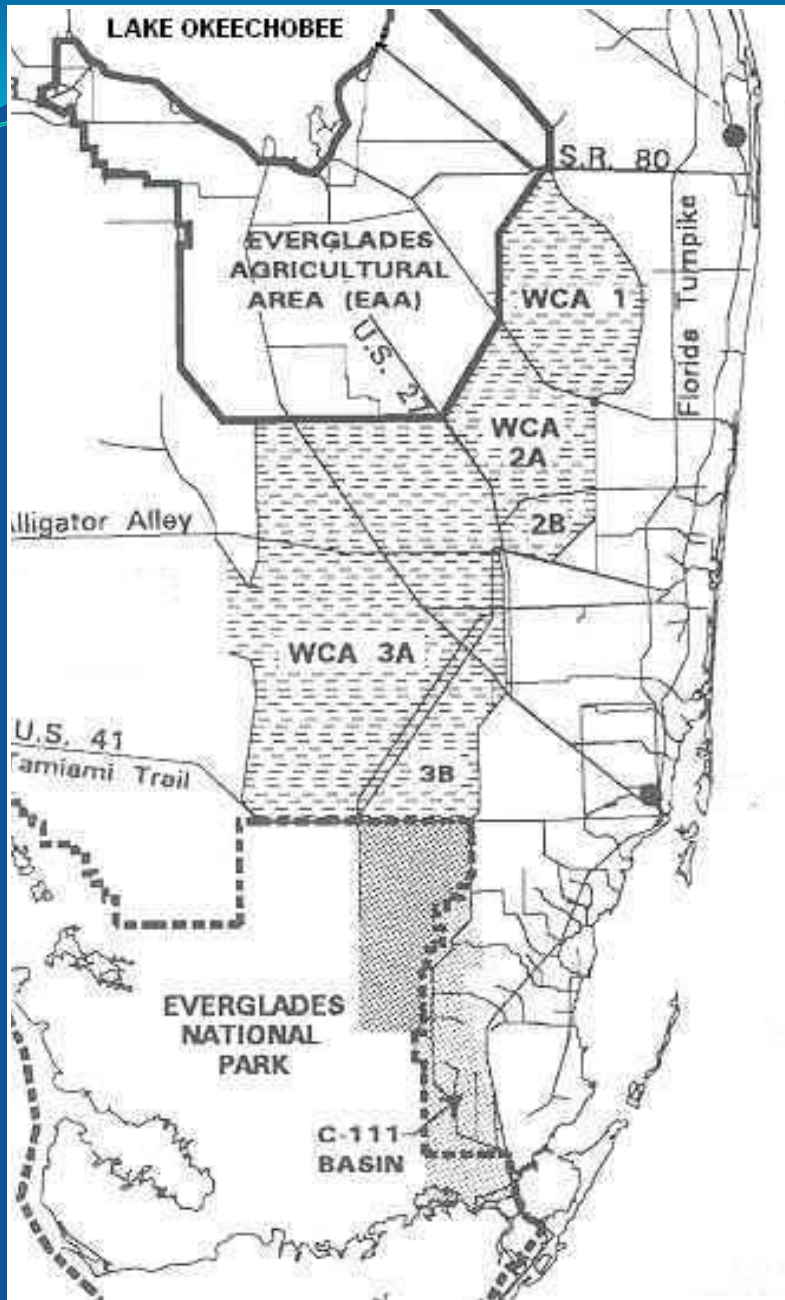 LAKE OKEECHOBEE
S.R. 80
EVERGLADES
AGRICULTURAL
AREA (EAA)
WCA 1
Florida Turnpike
U.S. 27
WCA
2A
2B
Alligator Alley
WCA 3A
U.S. 41
Tamiami Trail
3B
EVERGLADES
NATIONAL
PARK
C-111
BASIN